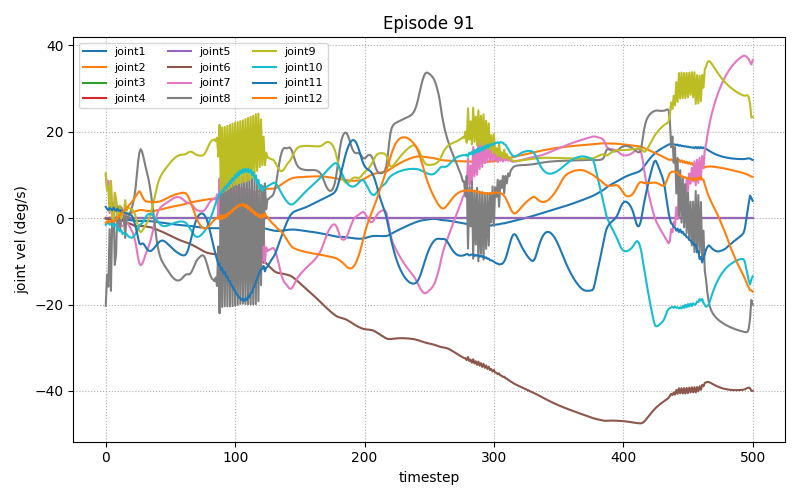 Episode 91
joint1 joint5 joint9
joint2 joint6 joint10
joint3 joint7 joint11
joint4 joint8 joint12
joint vel (deg/s)
40
20
0
−20
−40
0 100 200 300 400 500
timestep